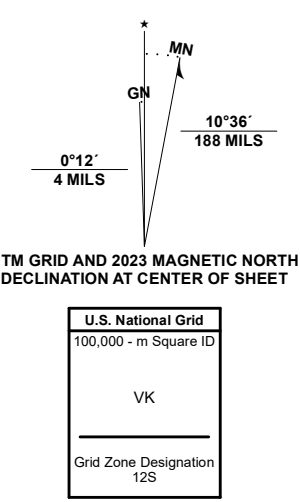 ★
MN
GN
10°36´
188 MILS
0°12´
4 MILS
TM GRID AND 2023 MAGNETIC NORTH
DECLINATION AT CENTER OF SHEET
U.S. National Grid
100,000 - m Square ID
VK
Grid Zone Designation
12S